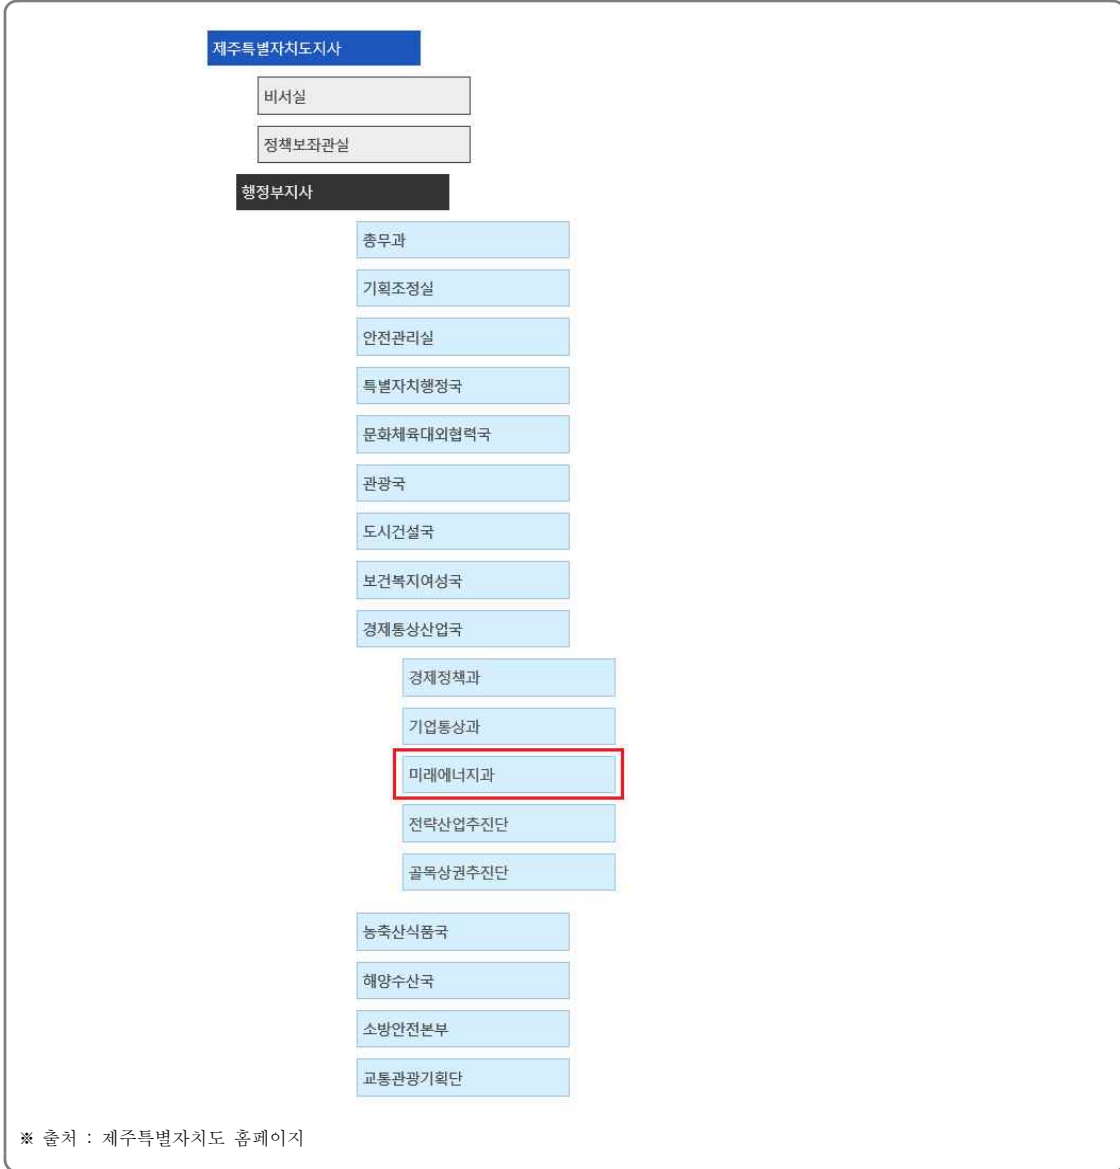 제주특별자치도지사
비서실
정책보좌관실
행정부지사
총무과
기획조정실
안전관리실
특별자치행정국
문화체육대외협력국
관광국
도시건설국
보건복지여성국
경제통상산업국
경제정책과
기업통상과
미래에너지과
전략산업추진단
골목상권추진단
농축산식품국
해양수산국
소방안전본부
교통관광기획단
※ 출처 : 제주특별자치도 홈페이지